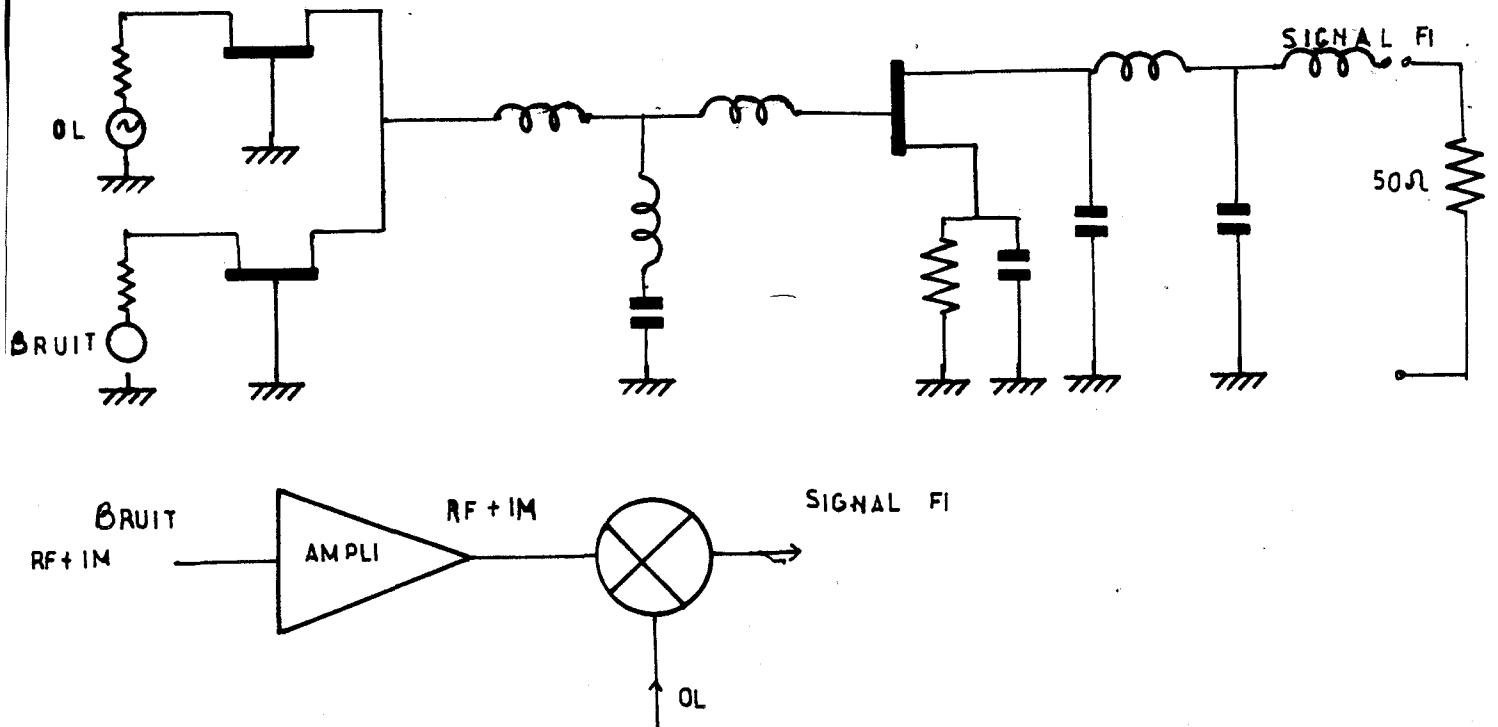 SIGNAL FI
OL
50Ω
BRUIT
BRUIT
RF+IM
AMPLI
RF+IM
SIGNAL FI
OL